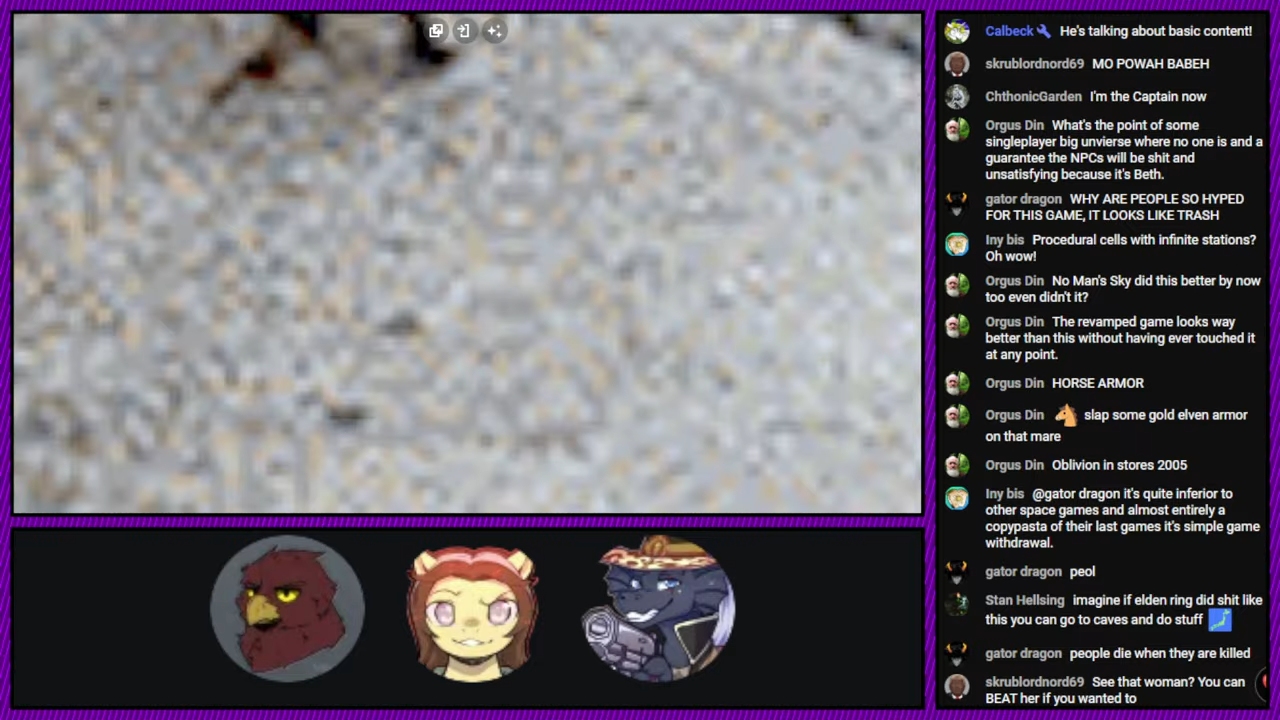 Calbeck He's talking about basic content!
skrublordnord69 MO POWAH BABEH
ChthonicGarden I'm the Captain now
Orgus Din What's the point of some
singleplayer big unvierse where no one is and a
guarantee the NPCs will be shit and
unsatisfying because it's Beth.
gator dragon WHY ARE PEOPLE SO HYPED
FOR THIS GAME, IT LOOKS LIKE TRASH
Iny bis Procedural cells with infinite stations?
Oh wow!
Orgus Din No Man's Sky did this better by now
too even didn't it?
Orgus Din The revamped game looks way
better than this without having ever touched it
at any point.
Orgus Din HORSE ARMOR
Orgus Din slap some gold elven armor
on that mare
Orgus Din Oblivion in stores 2005
Iny bis @gator dragon it's quite inferior to
other space games and almost entirely a
copypasta of their last games it's simple game
withdrawal.
gator dragon peol
Stan Hellsing imagine if elden ring did shit like
this you can go to caves and do stuff
gator dragon people die when they are killed
skrublordnord69 See that woman? You can
BEAT her if you wanted to